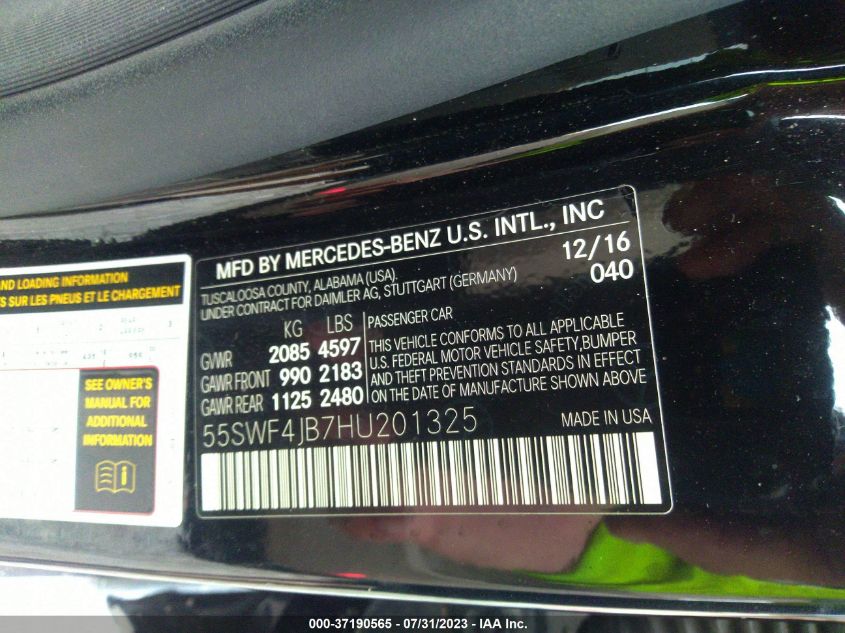 AND LOADING INFORMATION
SUR LES PNEUS ET LE CHARGEMENT
SEE OWNER'S
MANUAL FOR
ADDITIONAL
INFORMATION
MFD BY MERCEDES-BENZ U.S. INTL., INC
TUSCALOOSA COUNTY, ALABAMA (USA).
UNDER CONTRACT FOR DAIMLER AG, STUTTGART (GERMANY)
12/16
040
KG LBS
GVWR 2085 4597
GAWR FRONT 990 2183
GAWR REAR 1125 2480
PASSENGER CAR
THIS VEHICLE CONFORMS TO ALL APPLICABLE
U.S. FEDERAL MOTOR VEHICLE SAFETY, BUMPER
AND THEFT PREVENTION STANDARDS IN EFFECT
ON THE DATE OF MANUFACTURE SHOWN ABOVE
55SWF4JB7HU201325
MADE IN USA
000-37190565 - 07/31/2023 - IAA Inc.